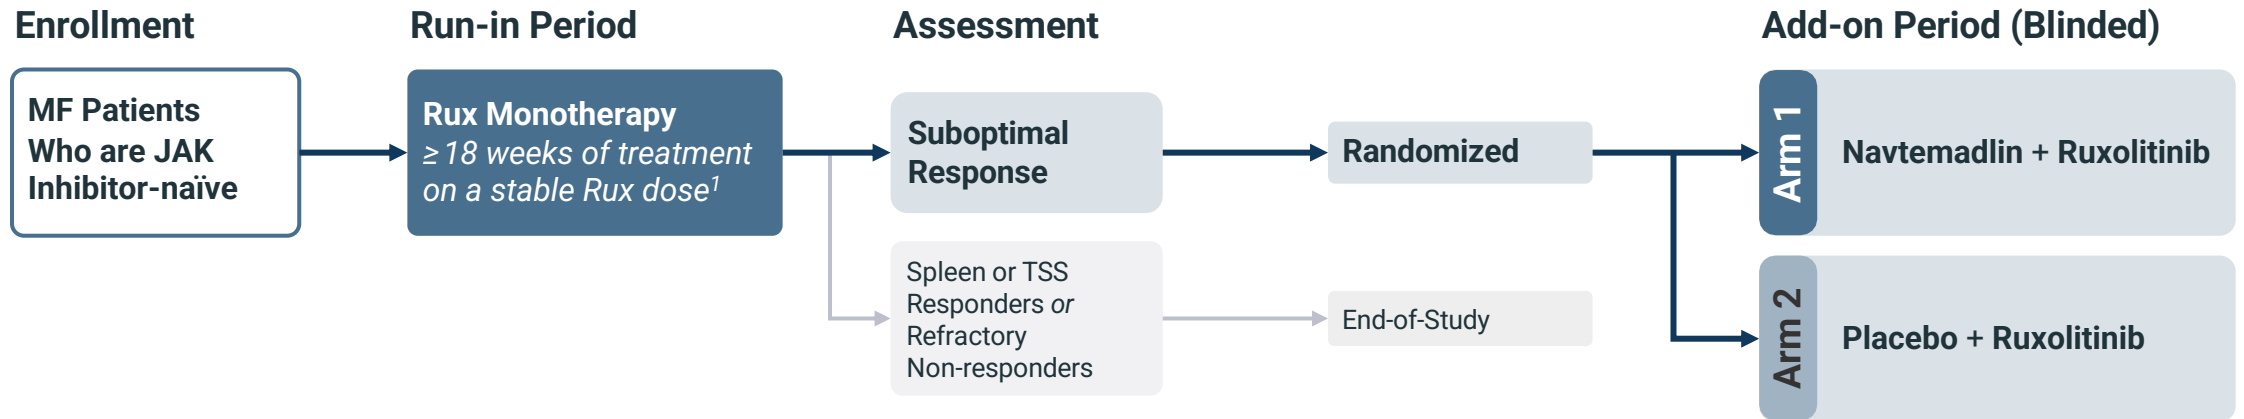 Enrollment
MF Patients
Who are JAK
Inhibitor-naïve
Run-in Period
Rux Monotherapy
≥18 weeks of treatment
on a stable Rux dose¹
Assessment
Suboptimal
Response
Spleen or TSS
Responders or
Refractory
Non-responders
Randomized
End-of-Study
Add-on Period (Blinded)
Arm 1
Navtemadlin + Ruxolitinib
Arm 2
Placebo + Ruxolitinib